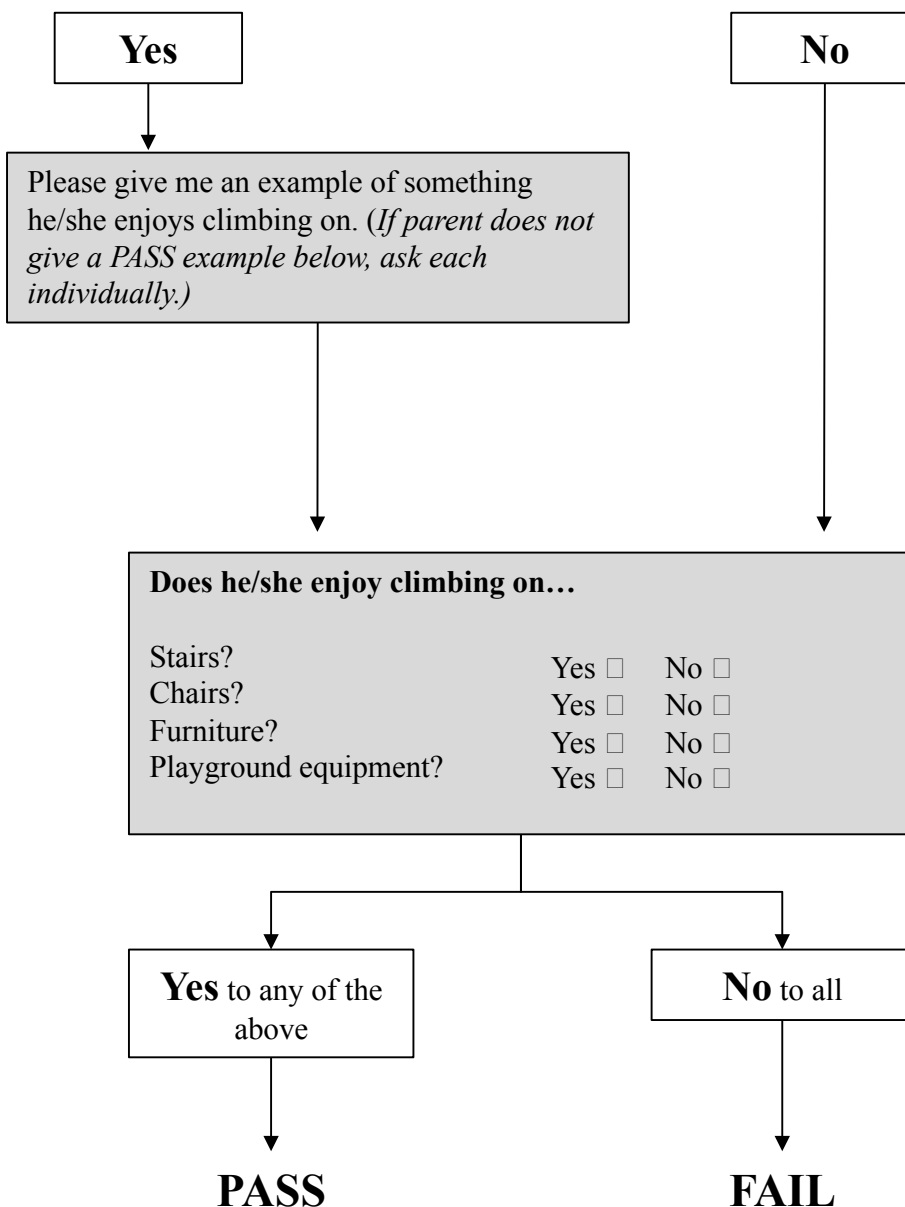 Yes
No
Please give me an example of something
he/she enjoys climbing on. (If parent does not
give a PASS example below, ask each
individually.)
Does he/she enjoy climbing on…
Stairs? Yes □ No □
Chairs? Yes □ No □
Furniture? Yes □ No □
Playground equipment? Yes □ No □
Yes to any of the
above
No to all
PASS
FAIL